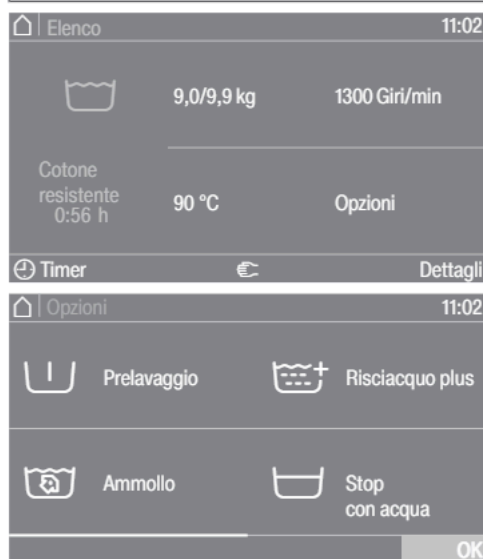 Elenco 11:02
9,0/9,9 kg 1300 Giri/min
Cotone
resistente
0:56 h
90 °C Opzioni
Timer Dettagli
Opzioni 11:02
Prelavaggio Risciacquo plus
Ammollo Stop
con acqua
OK